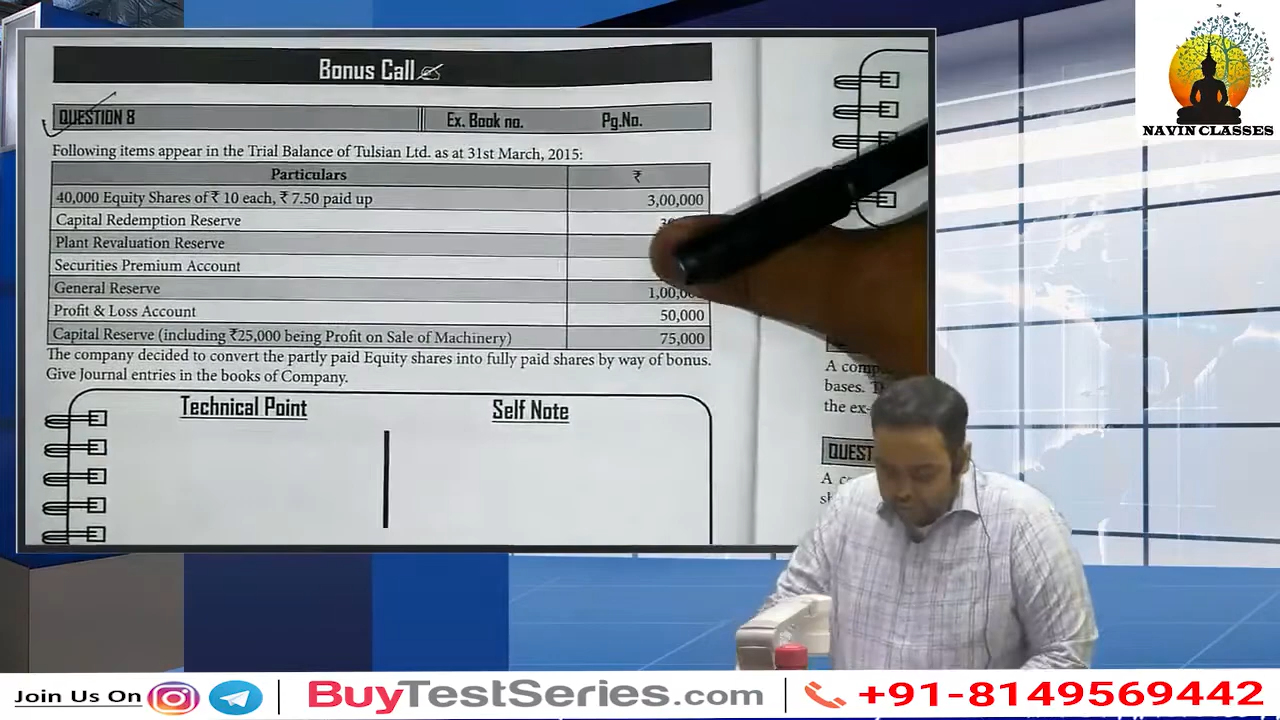 Bonus Call
QUESTION 8 Ex. Book no. Pg.No.
Following items appear in the Trial Balance of Tulsian Ltd. as at 31st March, 2015:
Particulars ₹
40,000 Equity Shares of ₹ 10 each, ₹ 7.50 paid up 3,00,000
Capital Redemption Reserve
Plant Revaluation Reserve
Securities Premium Account
General Reserve
Profit & Loss Account 50,000
Capital Reserve (including ₹25,000 being Profit on Sale of Machinery) 75,000
The company decided to convert the partly paid Equity shares into fully paid shares by way of bonus.
Give Journal entries in the books of Company.
Technical Point Self Note
bases.
the
A
NAVIN CLASSES
Join Us On BuyTestSeries.com +91-8149569442